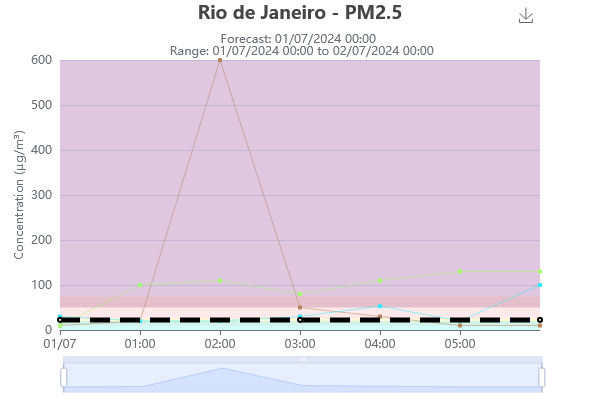 Rio de Janeiro - PM2.5
Forecast: 01/07/2024 00:00
Range: 01/07/2024 00:00 to 02/07/2024 00:00
Concentration (µg/m³)
600
500
400
300
200
100
0
01/07 01:00 02:00 03:00 04:00 05:00